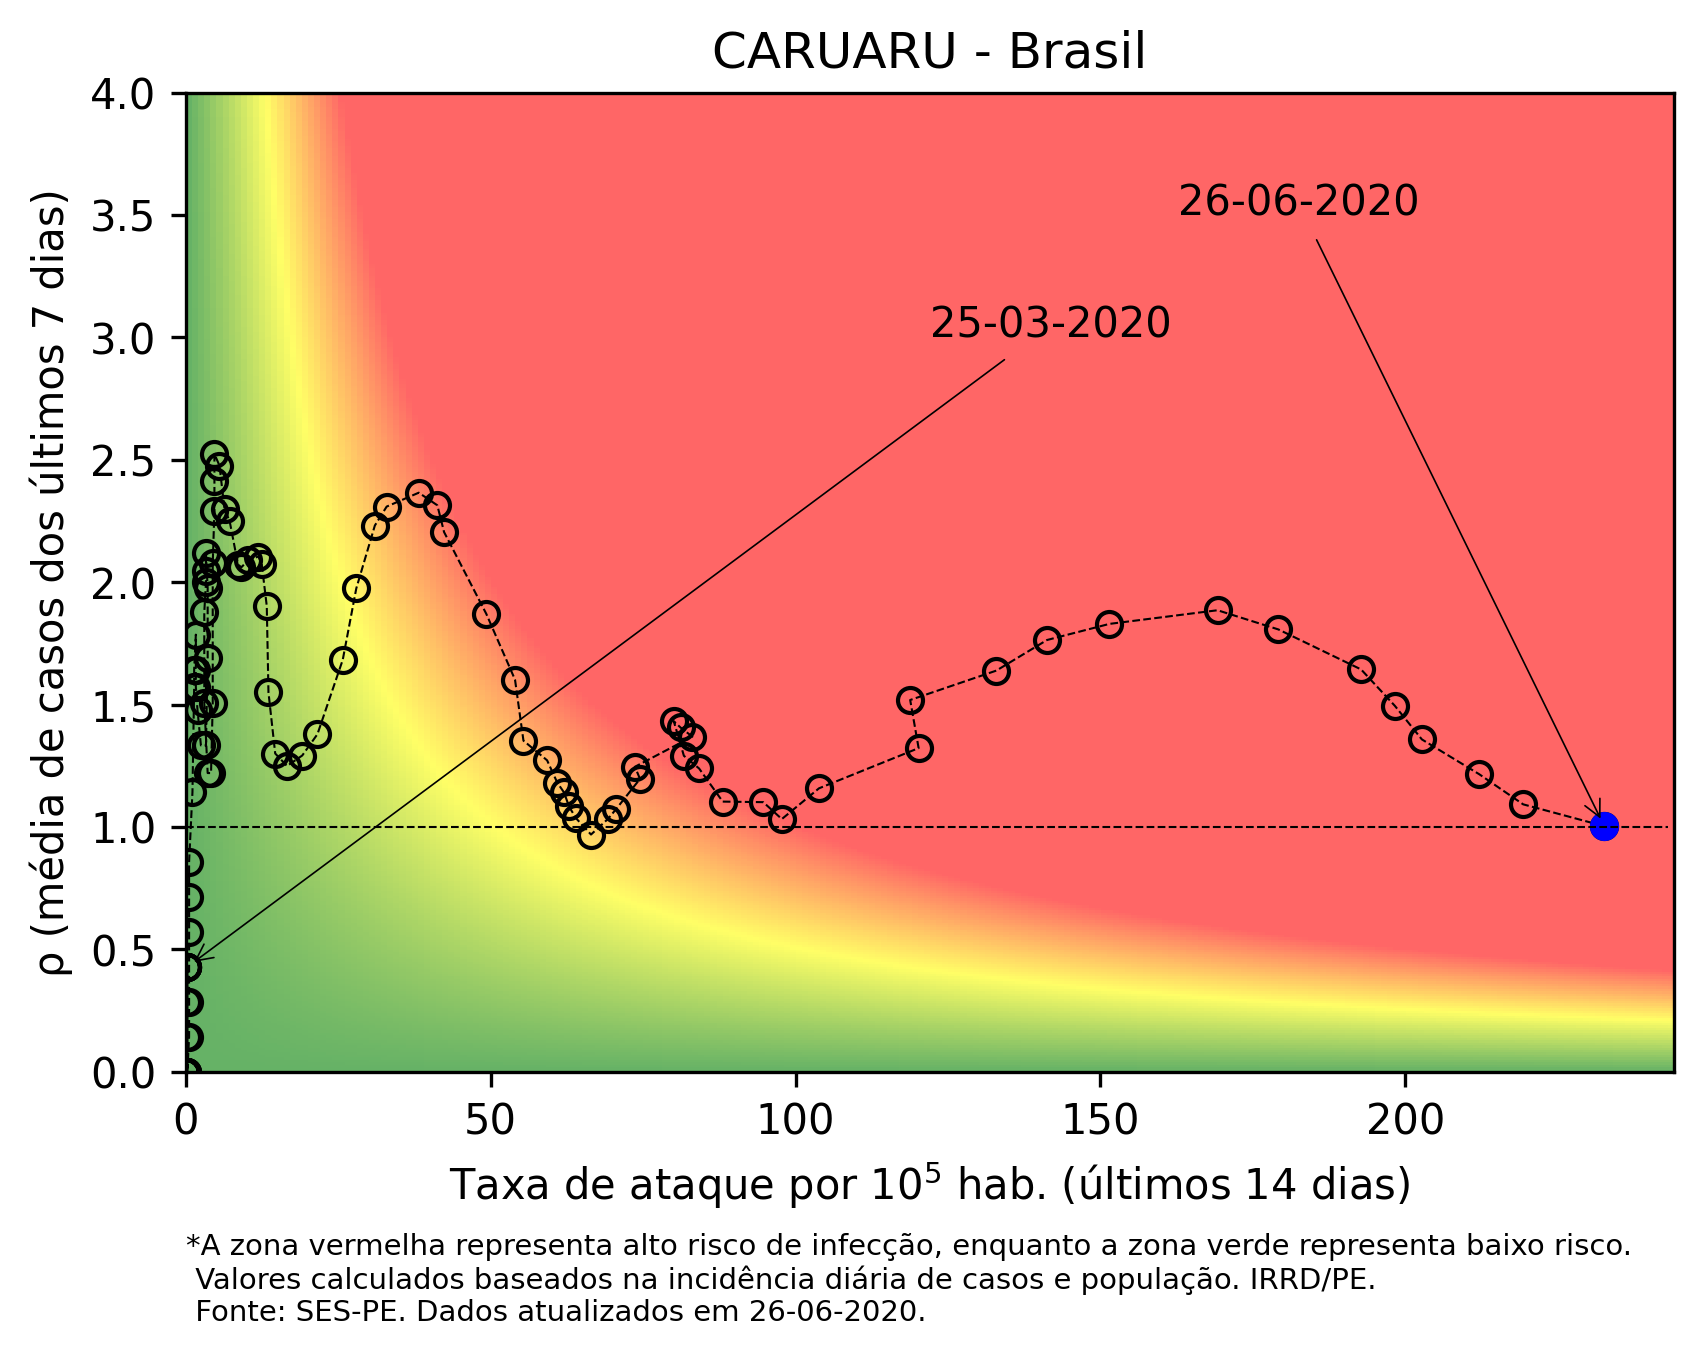 CARUARU - Brasil
4.0
3.5
3.0
2.5
2.0
1.5
1.0
0.5
0.0
ρ (média de casos dos últimos 7 dias)
26-06-2020
25-03-2020
0 50 100 150 200
Taxa de ataque por 10⁵ hab. (últimos 14 dias)
*A zona vermelha representa alto risco de infecção, enquanto a zona verde representa baixo risco.
Valores calculados baseados na incidência diária de casos e população. IRRD/PE.
Fonte: SES-PE. Dados atualizados em 26-06-2020.